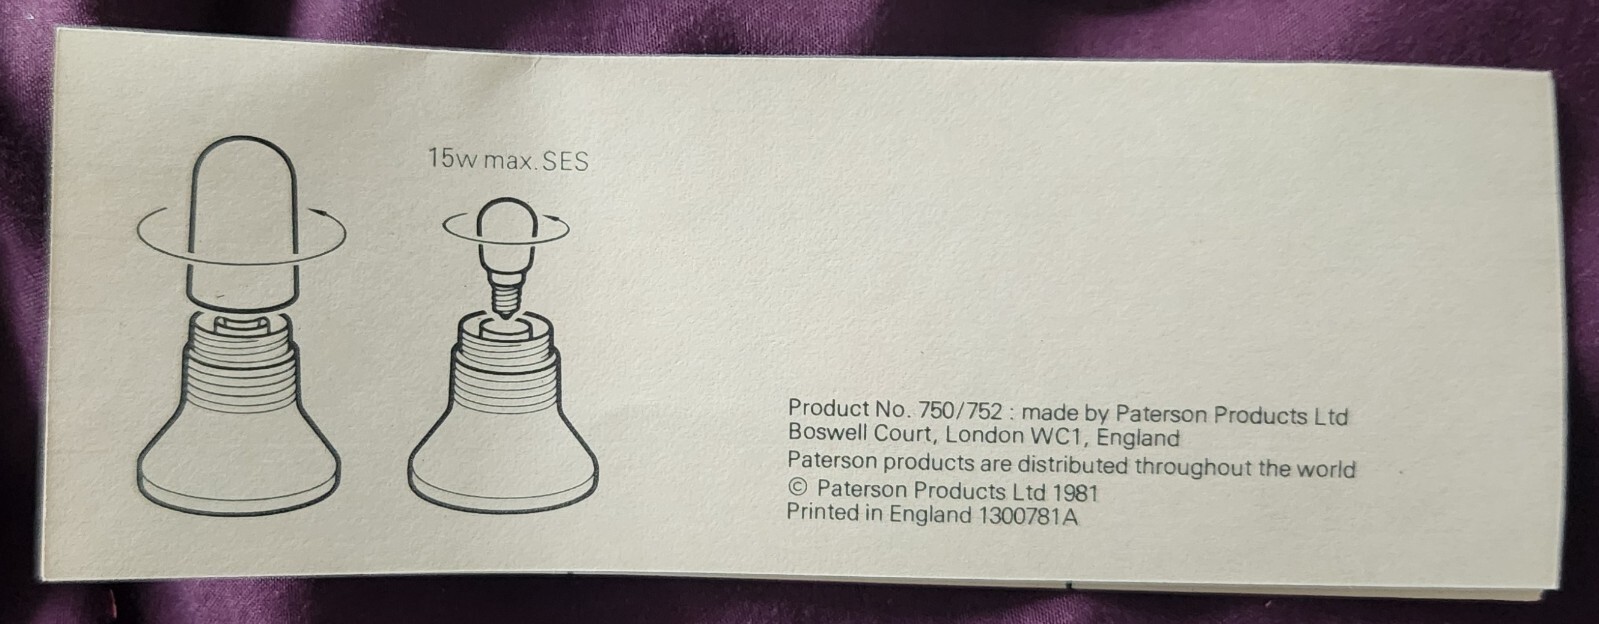 15w max. SES
Product No. 750/752 : made by Paterson Products Ltd
Boswell Court, London WC1, England
Paterson products are distributed throughout the world
© Paterson Products Ltd 1981
Printed in England 1300781A